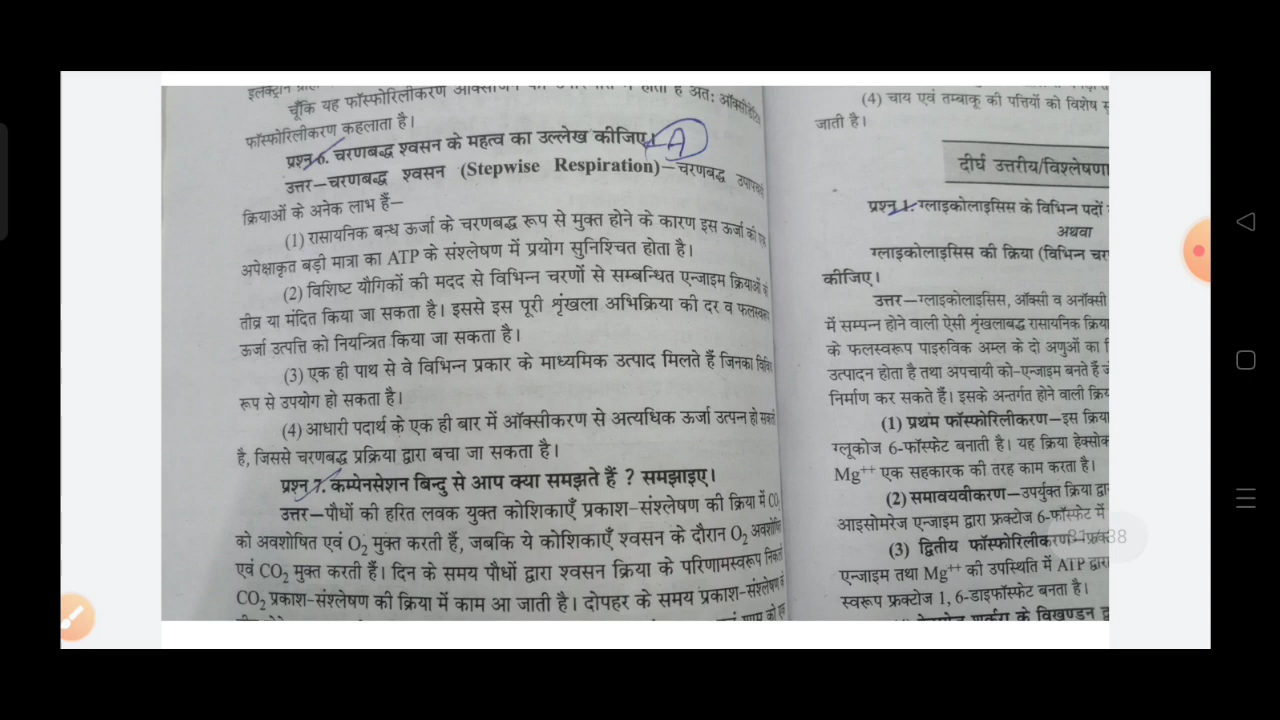 चूँकि यह फॉस्फोरिलीकरण
होता है अतः
फॉस्फोरिलीकरण कहलाता है।
प्रश्न 6. चरणबद्ध श्वसन के महत्व का उल्लेख कीजिए। A
उत्तर–चरणबद्ध श्वसन (Stepwise Respiration)–चरणबद्ध
क्रियाओं के अनेक लाभ हैं–
(1) रासायनिक बन्ध ऊर्जा के चरणबद्ध रूप से मुक्त होने के कारण इस ऊर्जा की
अपेक्षाकृत बड़ी मात्रा का ATP के संश्लेषण में प्रयोग सुनिश्चित होता है।
(2) विशिष्ट यौगिकों की मदद से विभिन्न चरणों से सम्बन्धित एन्जाइम क्रियाओं को
तीव्र या मंदित किया जा सकता है। इससे इस पूरी शृंखला अभिक्रिया की दर व फलस्वरूप
ऊर्जा उत्पत्ति को नियन्त्रित किया जा सकता है।
(3) एक ही पाथ से वे विभिन्न प्रकार के माध्यमिक उत्पाद मिलते हैं जिनका
रूप से उपयोग हो सकता है।
(4) आधारी पदार्थ के एक ही बार में ऑक्सीकरण से अत्यधिक ऊर्जा उत्पन हो सकती
है, जिससे चरणबद्ध प्रक्रिया द्वारा बचा जा सकता है।
प्रश्न 7. कम्पेनसेशन बिन्दु से आप क्या समझते हैं ? समझाइए।
उत्तर–पौधों की हरित लवक युक्त कोशिकाएँ प्रकाश-संश्लेषण की क्रिया में CO
को अवशोषित एवं O₂ मुक्त करती हैं, जबकि ये कोशिकाएँ श्वसन के दौरान O₂ अवशोषित
एवं CO₂ मुक्त करती हैं। दिन के समय पौधों द्वारा श्वसन क्रिया के परिणामस्वरूप निकली
CO₂ प्रकाश-संश्लेषण की क्रिया में काम आ जाती है। दोपहर के समय प्रकाश-संश्लेषण
(4) चाय एवं तम्बाकू की पत्तियों को विशेष
जाती है।
दीर्घ उत्तरीय/विश्लेषणा
प्रश्न 1. ग्लाइकोलाइसिस के विभिन्न पदों
अथवा
ग्लाइकोलाइसिस की क्रिया (विभिन्न
कीजिए।
उत्तर–ग्लाइकोलाइसिस, ऑक्सी व अनॉक्सी
में सम्पन्न होने वाली ऐसी शृंखलाबद्ध रासायनिक क्रिया
के फलस्वरूप पाइरुविक अम्ल के दो अणुओं का
उत्पादन होता है तथा अपचायी को-एन्जाइम बनते हैं
निर्माण कर सकते हैं। इसके अन्तर्गत होने वाली
(1) प्रथम फॉस्फोरिलीकरण–इस क्रिया
ग्लूकोज 6-फॉस्फेट बनाती है। यह क्रिया
Mg⁺⁺ एक सहकारक की तरह काम करता है।
(2) समावयवीकरण–उपर्युक्त क्रिया
आइसोमरेज एन्जाइम द्वारा फ्रक्टोज 6-फॉस्फेट में
(3) द्वितीय फॉस्फोरिलीकरण–
एन्जाइम तथा Mg⁺⁺ की उपस्थिति में ATP द्वारा
स्वरूप फ्रक्टोज 1, 6-डाइफॉस्फेट बनता है।